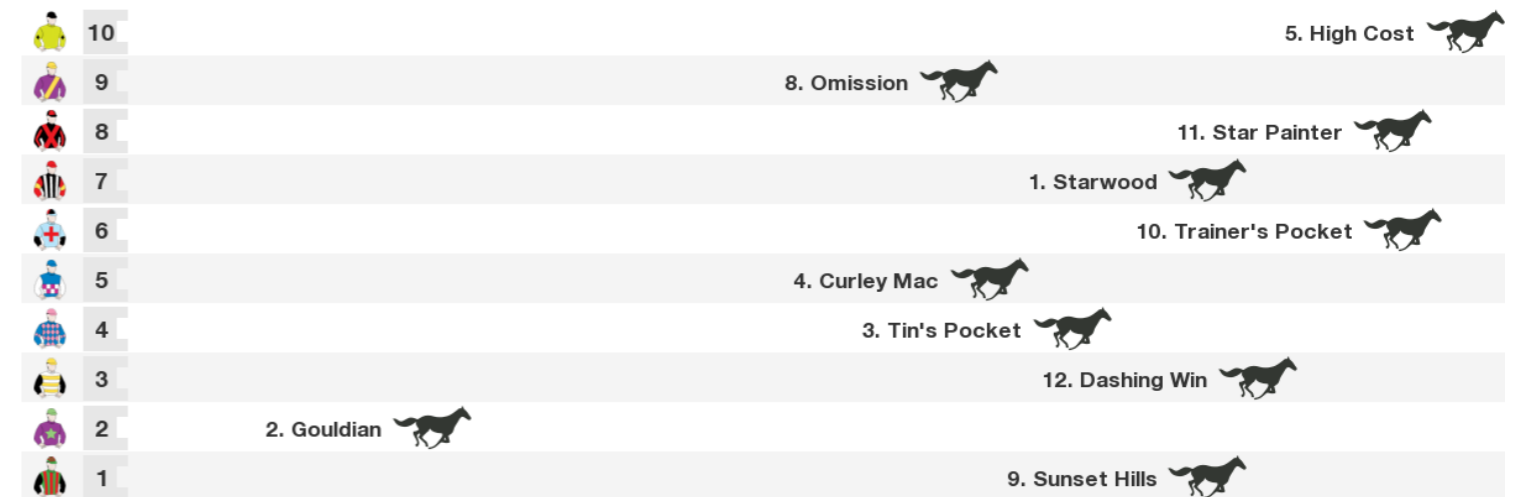 10 5. High Cost
9 8. Omission
8 11. Star Painter
7 1. Starwood
6 10. Trainer's Pocket
5 4. Curley Mac
4 3. Tin's Pocket
3 12. Dashing Win
2 2. Gouldian
1 9. Sunset Hills